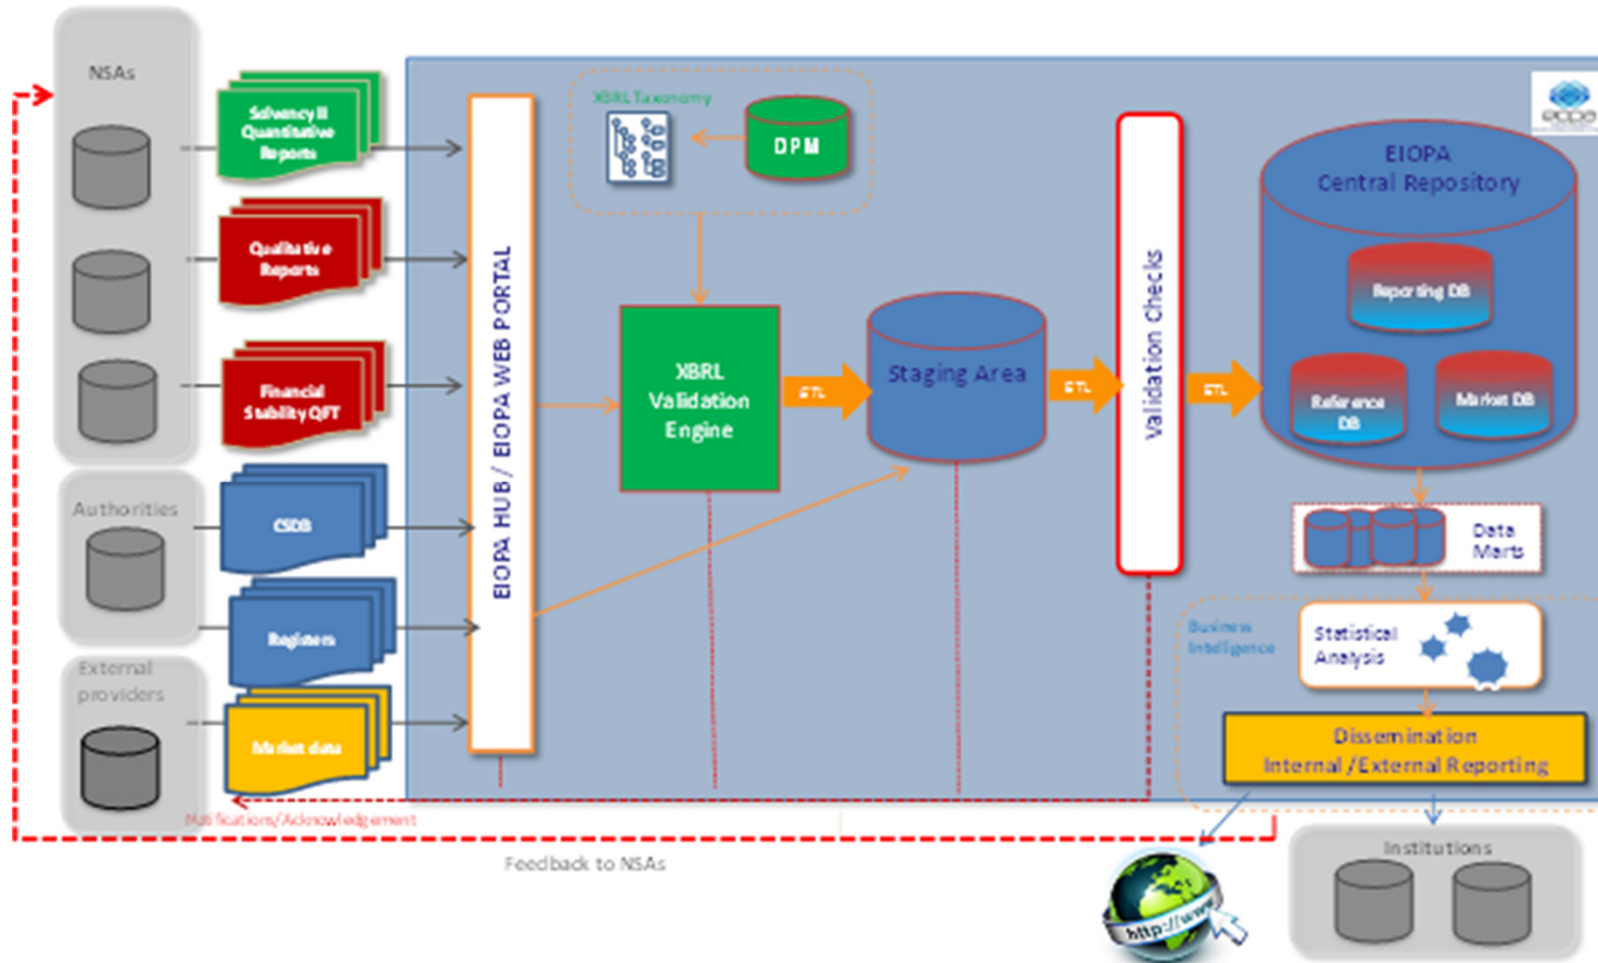 NSAs
Solvency II
Quantitative
Reports
Qualitative
Reports
Financial
Stability QFT
Authorities
CSDB
Registers
External
providers
Market data
EIOPA HUB / EIOPA WEB PORTAL
XBRL Taxonomy
DPM
XBRL
Validation
Engine
ETL
Staging Area
ETL
Validation Checks
ETL
eiopa
EIOPA
Central Repository
Reporting DB
Reference
DB
Market DB
Data
Marts
Business
Intelligence
Statistical
Analysis
Dissemination
Internal /External Reporting
Notifications/Acknowledgement
Feedback to NSAs
http://www
Institutions